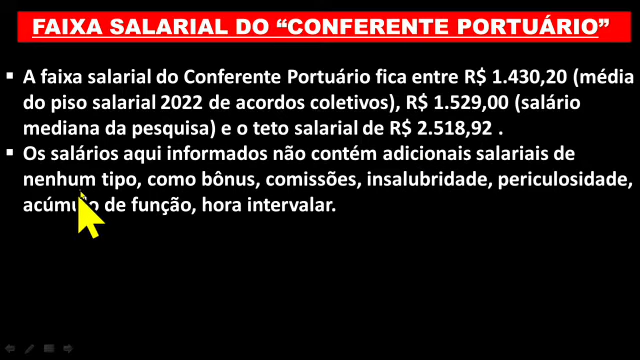 FAIXA SALARIAL DO “CONFERENTE PORTUÁRIO”
▪ A faixa salarial do Conferente Portuário fica entre R$ 1.430,20 (média
do piso salarial 2022 de acordos coletivos), R$ 1.529,00 (salário
mediana da pesquisa) e o teto salarial de R$ 2.518,92 .
▪ Os salários aqui informados não contém adicionais salariais de
nenhum tipo, como bônus, comissões, insalubridade, periculosidade,
acúmulo de função, hora intervalar.